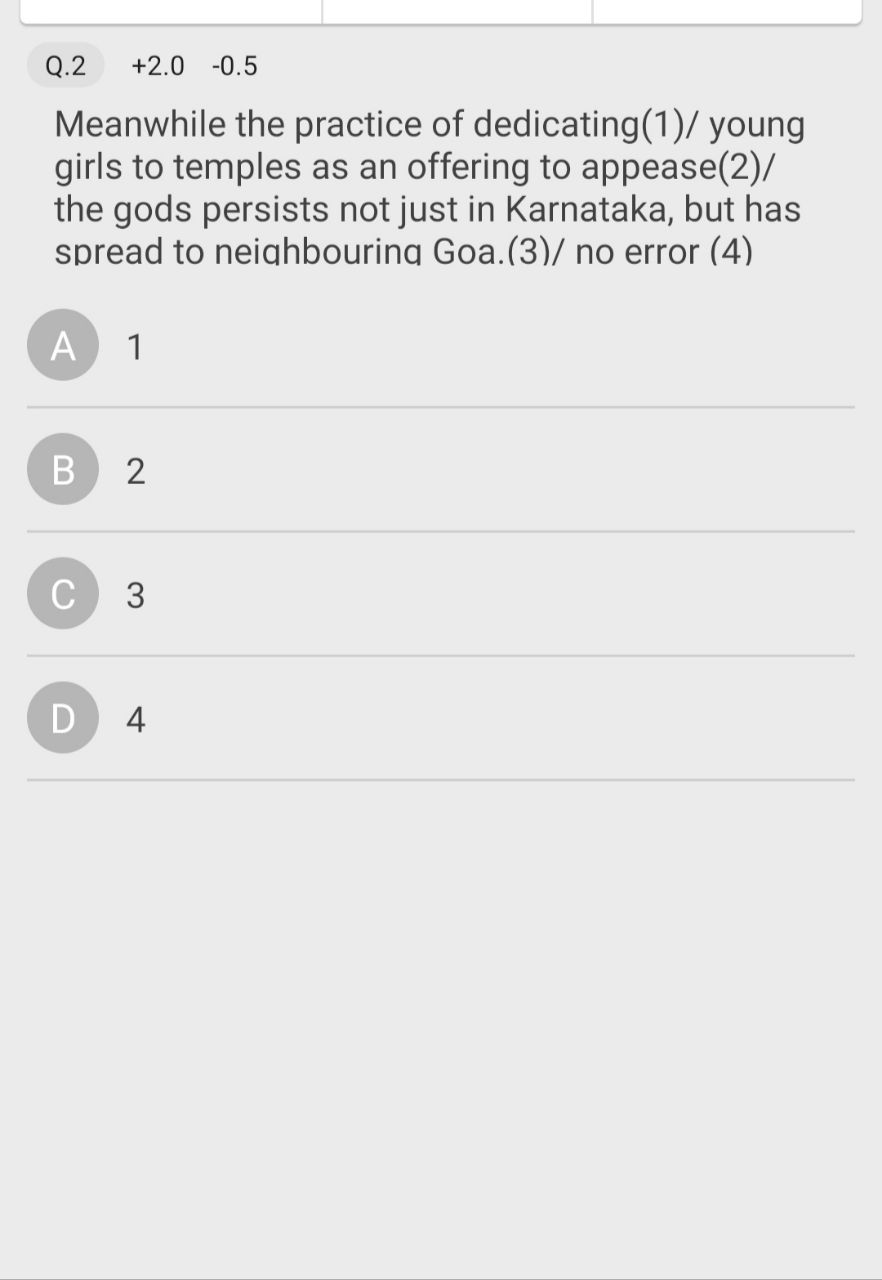 Q.2 +2.0 -0.5
Meanwhile the practice of dedicating(1)/ young
girls to temples as an offering to appease(2)/
the gods persists not just in Karnataka, but has
spread to neighbouring Goa.(3)/ no error (4)
A 1
B 2
C 3
D 4